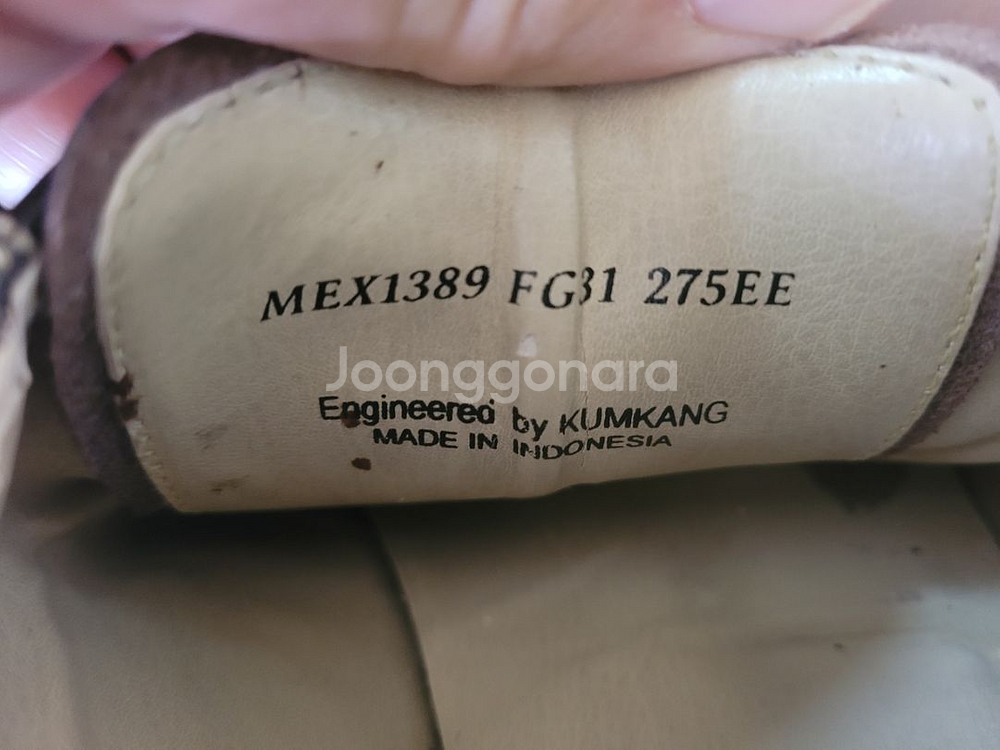 MEX1389 FG31 275EE
Joonggonara
Engineered by KUMKANG
MADE IN INDONESIA